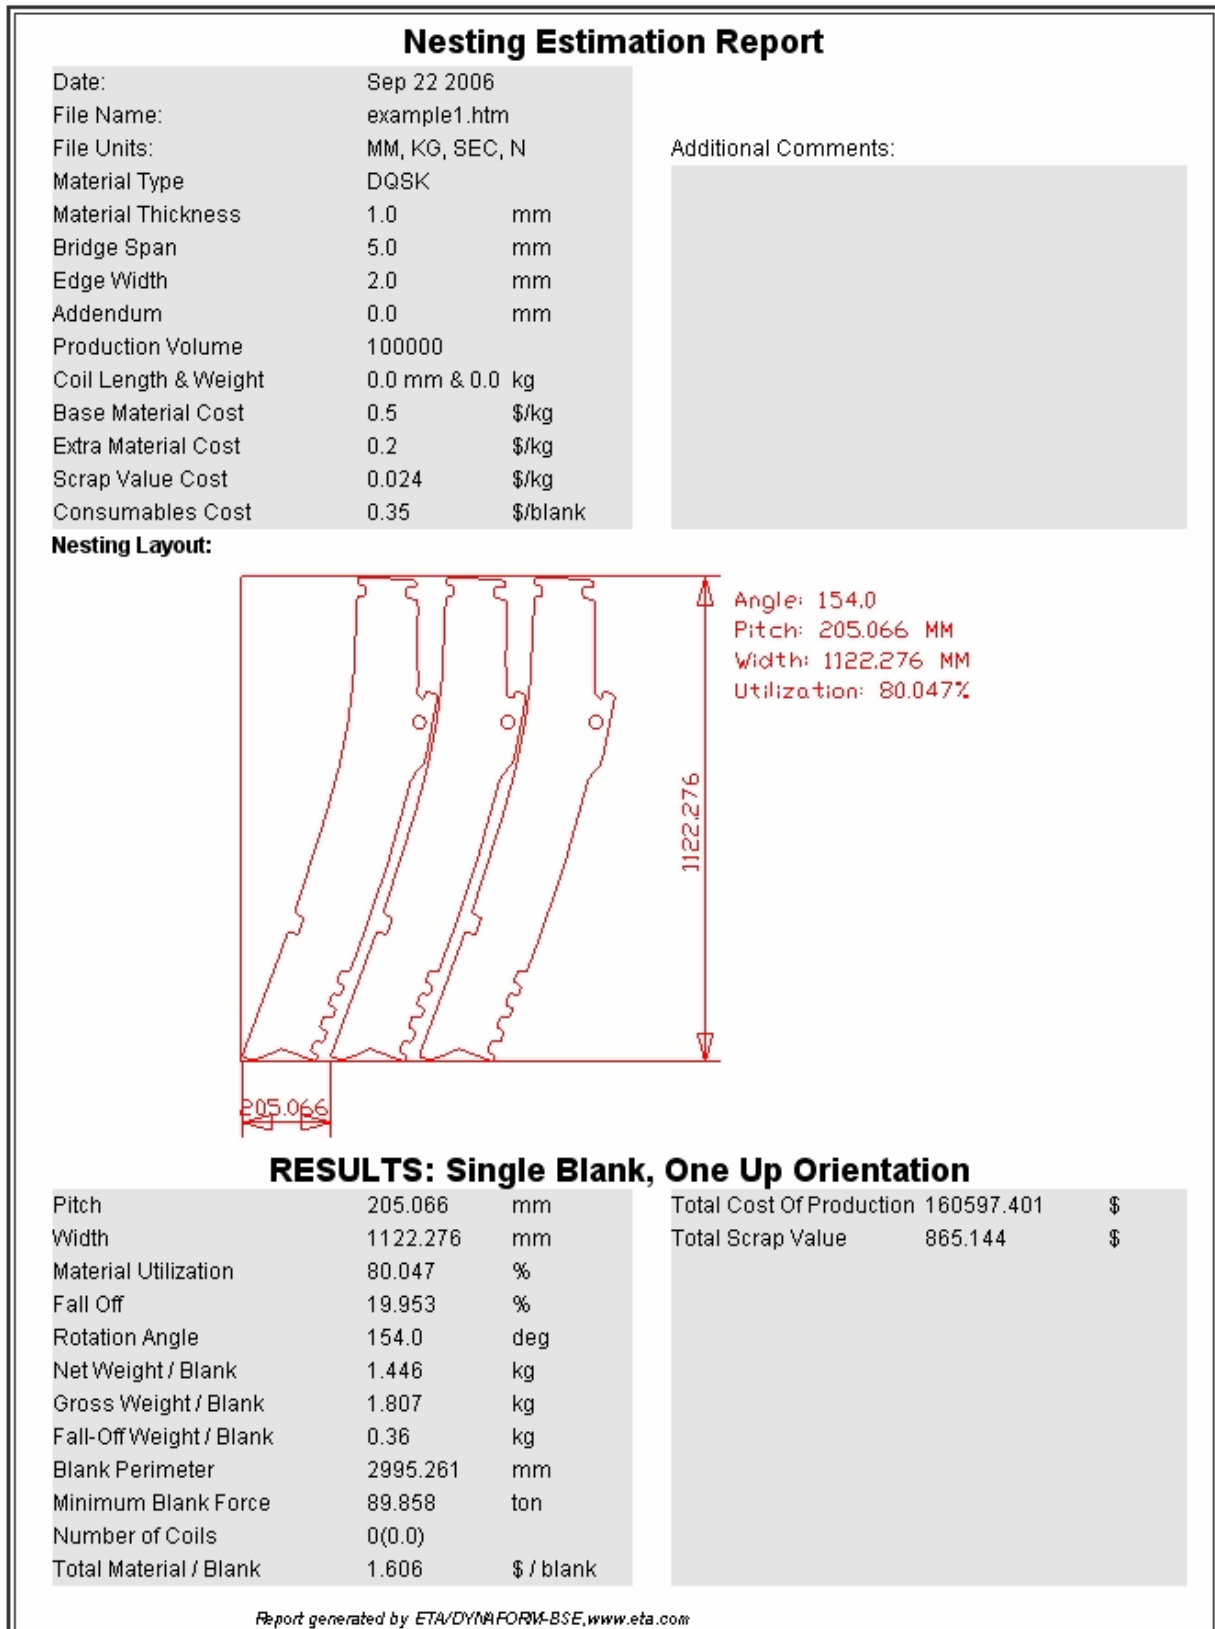 Nesting Estimation Report
Date: Sep 22 2006
File Name: example1.htm
File Units: MM, KG, SEC, N
Additional Comments:
Material Type DQSK
Material Thickness 1.0 mm
Bridge Span 5.0 mm
Edge Width 2.0 mm
Addendum 0.0 mm
Production Volume 100000
Coil Length & Weight 0.0 mm & 0.0 kg
Base Material Cost 0.5 $/kg
Extra Material Cost 0.2 $/kg
Scrap Value Cost 0.024 $/kg
Consumables Cost 0.35 $/blank
Nesting Layout:
Angle: 154.0
Pitch: 205.066 MM
Width: 1122.276 MM
Utilization: 80.047%
1122.276
205.066
RESULTS: Single Blank, One Up Orientation
Pitch 205.066 mm
Total Cost Of Production 160597.401 $
Width 1122.276 mm
Total Scrap Value 865.144 $
Material Utilization 80.047 %
Fall Off 19.953 %
Rotation Angle 154.0 deg
Net Weight / Blank 1.446 kg
Gross Weight / Blank 1.807 kg
Fall-Off Weight / Blank 0.36 kg
Blank Perimeter 2995.261 mm
Minimum Blank Force 89.858 ton
Number of Coils 0(0.0)
Total Material / Blank 1.606 $ / blank
Report generated by ETA/DYNAFORM-BSE,www.eta.com